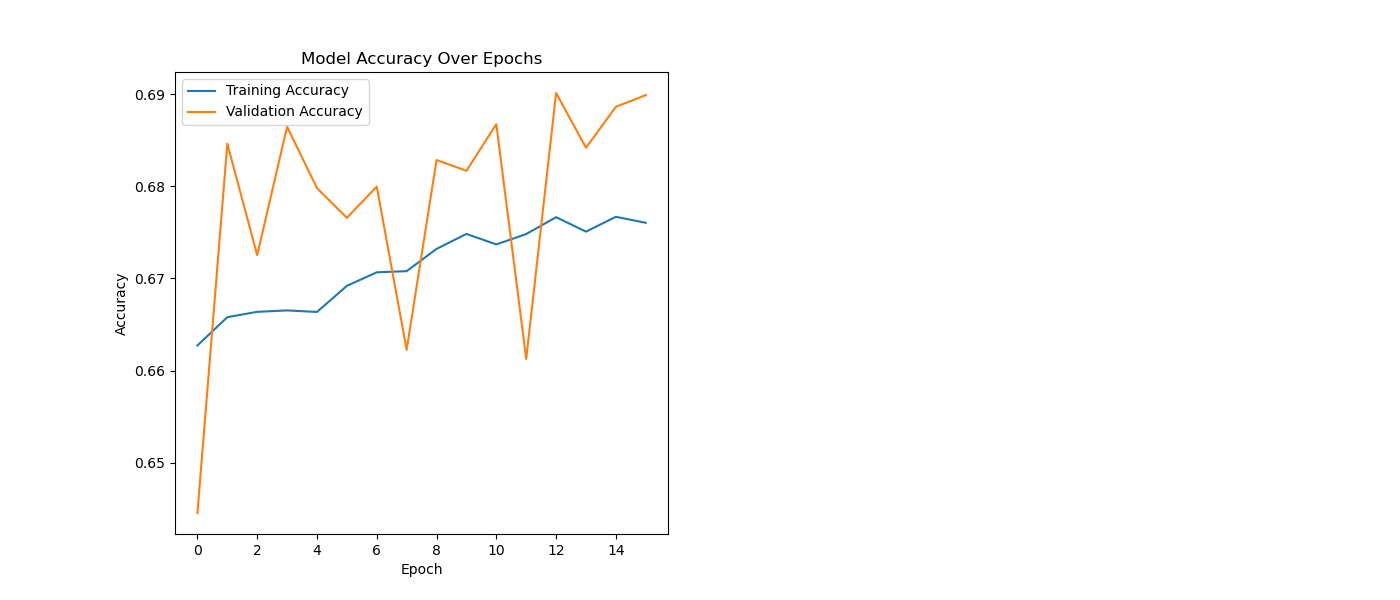 Model Accuracy Over Epochs
Training Accuracy
Validation Accuracy
0.69
0.68
0.67
0.66
0.65
Accuracy
0 2 4 6 8 10 12 14
Epoch